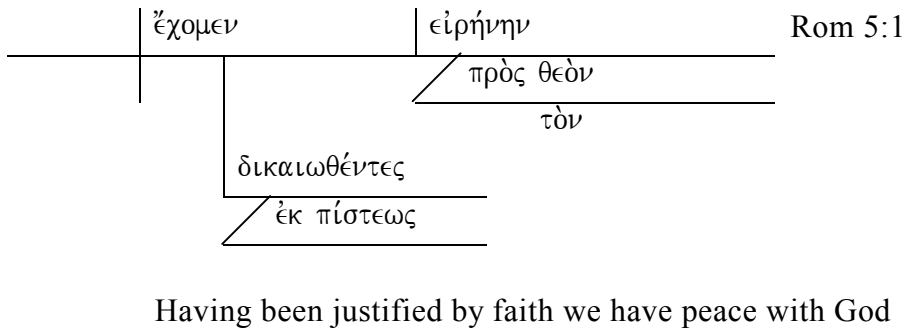 ἔχομεν εἰρήνην Rom 5:1
πρὸς θεὸν
τὸν
δικαιωθέντες
ἐκ πίστεως
Having been justified by faith we have peace with God